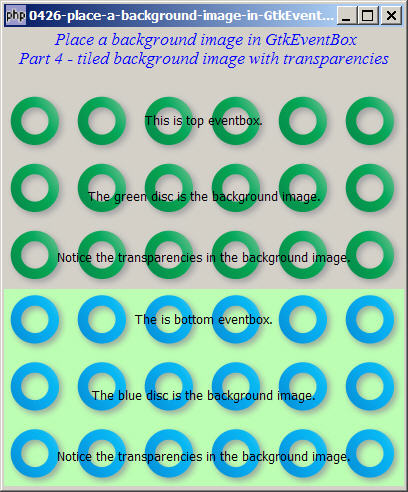 php 0426-place-a-background-image-in-GtkEvent...
Place a background image in GtkEventBox
Part 4 - tiled background image with transparencies
This is top eventbox.
The green disc is the background image.
Notice the transparencies in the background image.
The is bottom eventbox.
The blue disc is the background image.
Notice the transparencies in the background image.